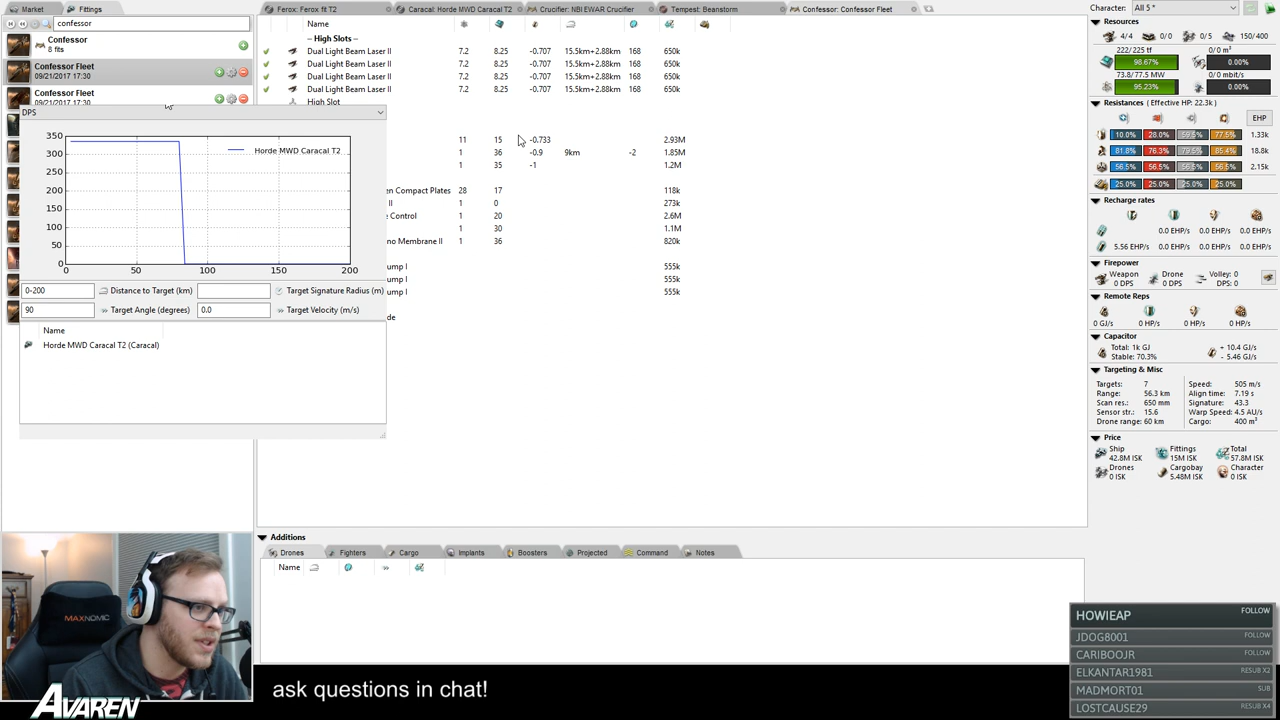 Market
Fittings
Ferox: Ferox fit T2
Caracal: Horde MWD Caracal T2
Crucifier: NBI EWAR Crucifier
Tempest: Beanstorm
Confessor: Confessor Fleet
Character: All 5 *
confessor
Confessor
8 fits
Confessor Fleet
09/21/2017 17:30
Confessor Fleet
09/21/2017 17:30
Name
-- High Slots --
Dual Light Beam Laser II 7.2 8.25 -0.707 15.5km+2.88km 168 650k
Dual Light Beam Laser II 7.2 8.25 -0.707 15.5km+2.88km 168 650k
Dual Light Beam Laser II 7.2 8.25 -0.707 15.5km+2.88km 168 650k
Dual Light Beam Laser II 7.2 8.25 -0.707 15.5km+2.88km 168 650k
High Slot
11 15 -0.733 2.93M
1 36 -0.9 9km -2 1.85M
1 35 -1 1.2M
en Compact Plates 28 17 118k
II 1 0 273k
e Control 1 20 2.6M
1 30 1.1M
no Membrane II 1 36 820k
ump I 555k
ump I 555k
ump I 555k
de
DPS
Horde MWD Caracal T2
350
300
250
200
150
100
50
0
0 50 100 150 200
0-200 Distance to Target (km) Target Signature Radius (m)
90 Target Angle (degrees) 0.0 Target Velocity (m/s)
Name
Horde MWD Caracal T2 (Caracal)
Additions
Drones Fighters Cargo Implants Boosters Projected Command Notes
Name
Resources
4/4 0/0 0/5 150/400
222/225 tf 0/0 m³
98.67% 0.00%
73.8/77.5 MW 0/0 mbit/s
95.23% 0.00%
Resistances (Effective HP: 22.3k)
EHP
10.0% 28.0% 59.5% 77.5% 1.33k
81.8% 76.3% 79.5% 85.4% 18.8k
56.5% 56.5% 56.5% 56.5% 2.15k
25.0% 25.0% 25.0% 25.0%
Recharge rates
0.0 EHP/s 0.0 EHP/s 0.0 EHP/s
5.56 EHP/s 0.0 EHP/s 0.0 EHP/s 0.0 EHP/s
Firepower
Weapon 0 DPS
Drone 0 DPS
Volley: 0
DPS: 0
Remote Reps
0 GJ/s 0 HP/s 0 HP/s 0 HP/s
Capacitor
Total: 1k GJ + 10.4 GJ/s
Stable: 70.3% - 5.46 GJ/s
Targeting & Misc
Targets: 7 Speed: 505 m/s
Range: 56.3 km Align time: 7.19 s
Scan res.: 650 mm Signature: 43.3
Sensor str.: 15.6 Warp Speed: 4.5 AU/s
Drone range: 60 km Cargo: 400 m³
Price
Ship Fittings Total
42.8M ISK 15M ISK 57.8M ISK
Drones Cargobay Character
0 ISK 5.48M ISK 0 ISK
MAXNOMIC
AVAREN
ask questions in chat!
HOWIEAP FOLLOW
JDOG8001 FOLLOW
CARIBOOJR FOLLOW
ELKANTAR1981 RESUB X2
MADMORT01 SUB
LOSTCAUSE29 RESUB X4